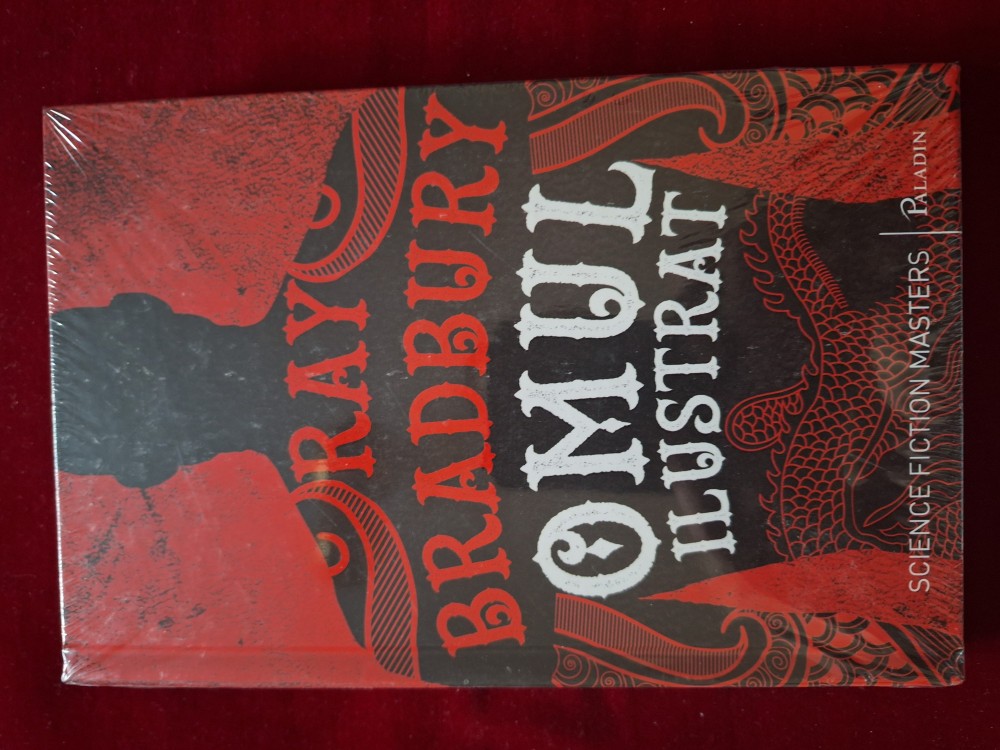 RAY
BRADBURY
OMUL
ILUSTRAT
SCIENCE FICTION MASTERS | PALADIN